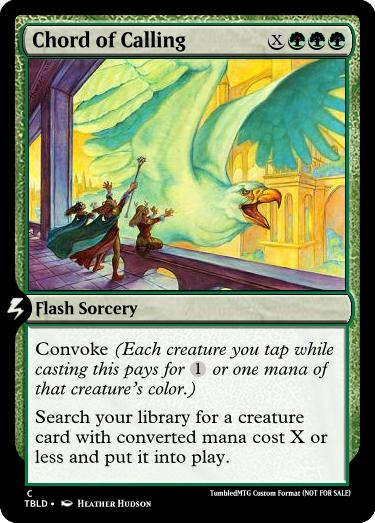 Chord of Calling X
Flash Sorcery
Convoke (Each creature you tap while
casting this pays for 1 or one mana of
that creature's color.)
Search your library for a creature
card with converted mana cost X or
less and put it into play.
C
TBLD • Heather Hudson
TumbledMTG Custom Format (NOT FOR SALE)